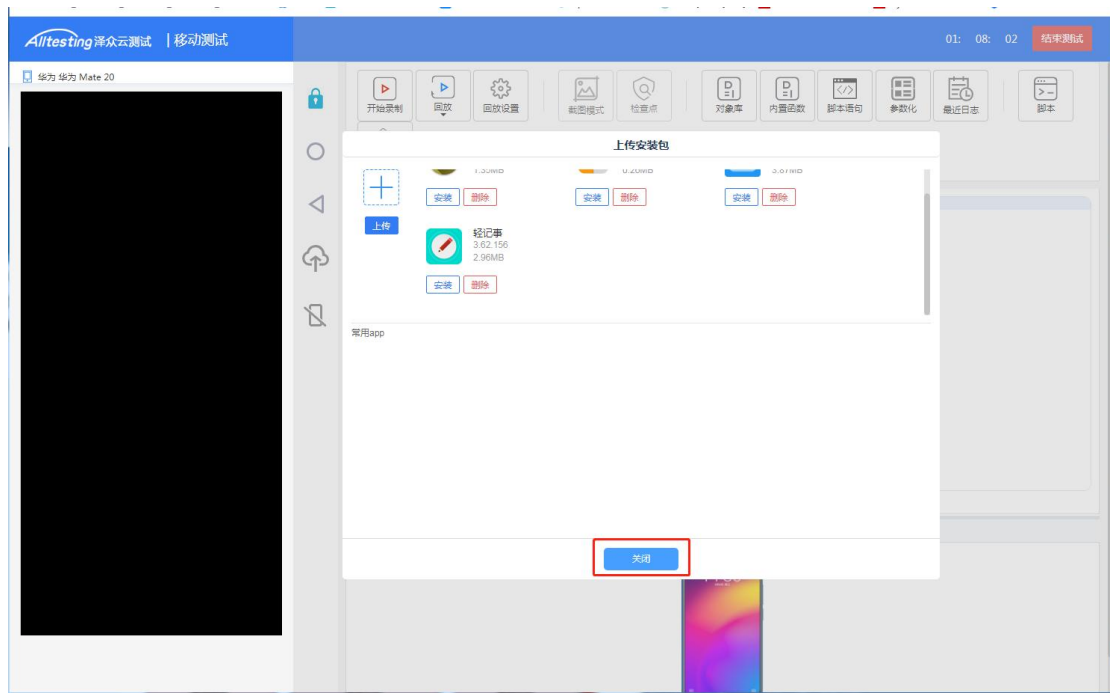 Alltesting泽众云测试 | 移动测试
01: 08: 02 结束测试
华为 华为 Mate 20
开始录制 回放 回放设置 截图模式 检查点 对象库 内置函数 脚本语句 参数化 最近日志 脚本
上传安装包
0.20MB 3.87MB
安装 删除 安装 删除 安装 删除
上传
轻记事
3.62.156
2.96MB
安装 删除
常用app
关闭